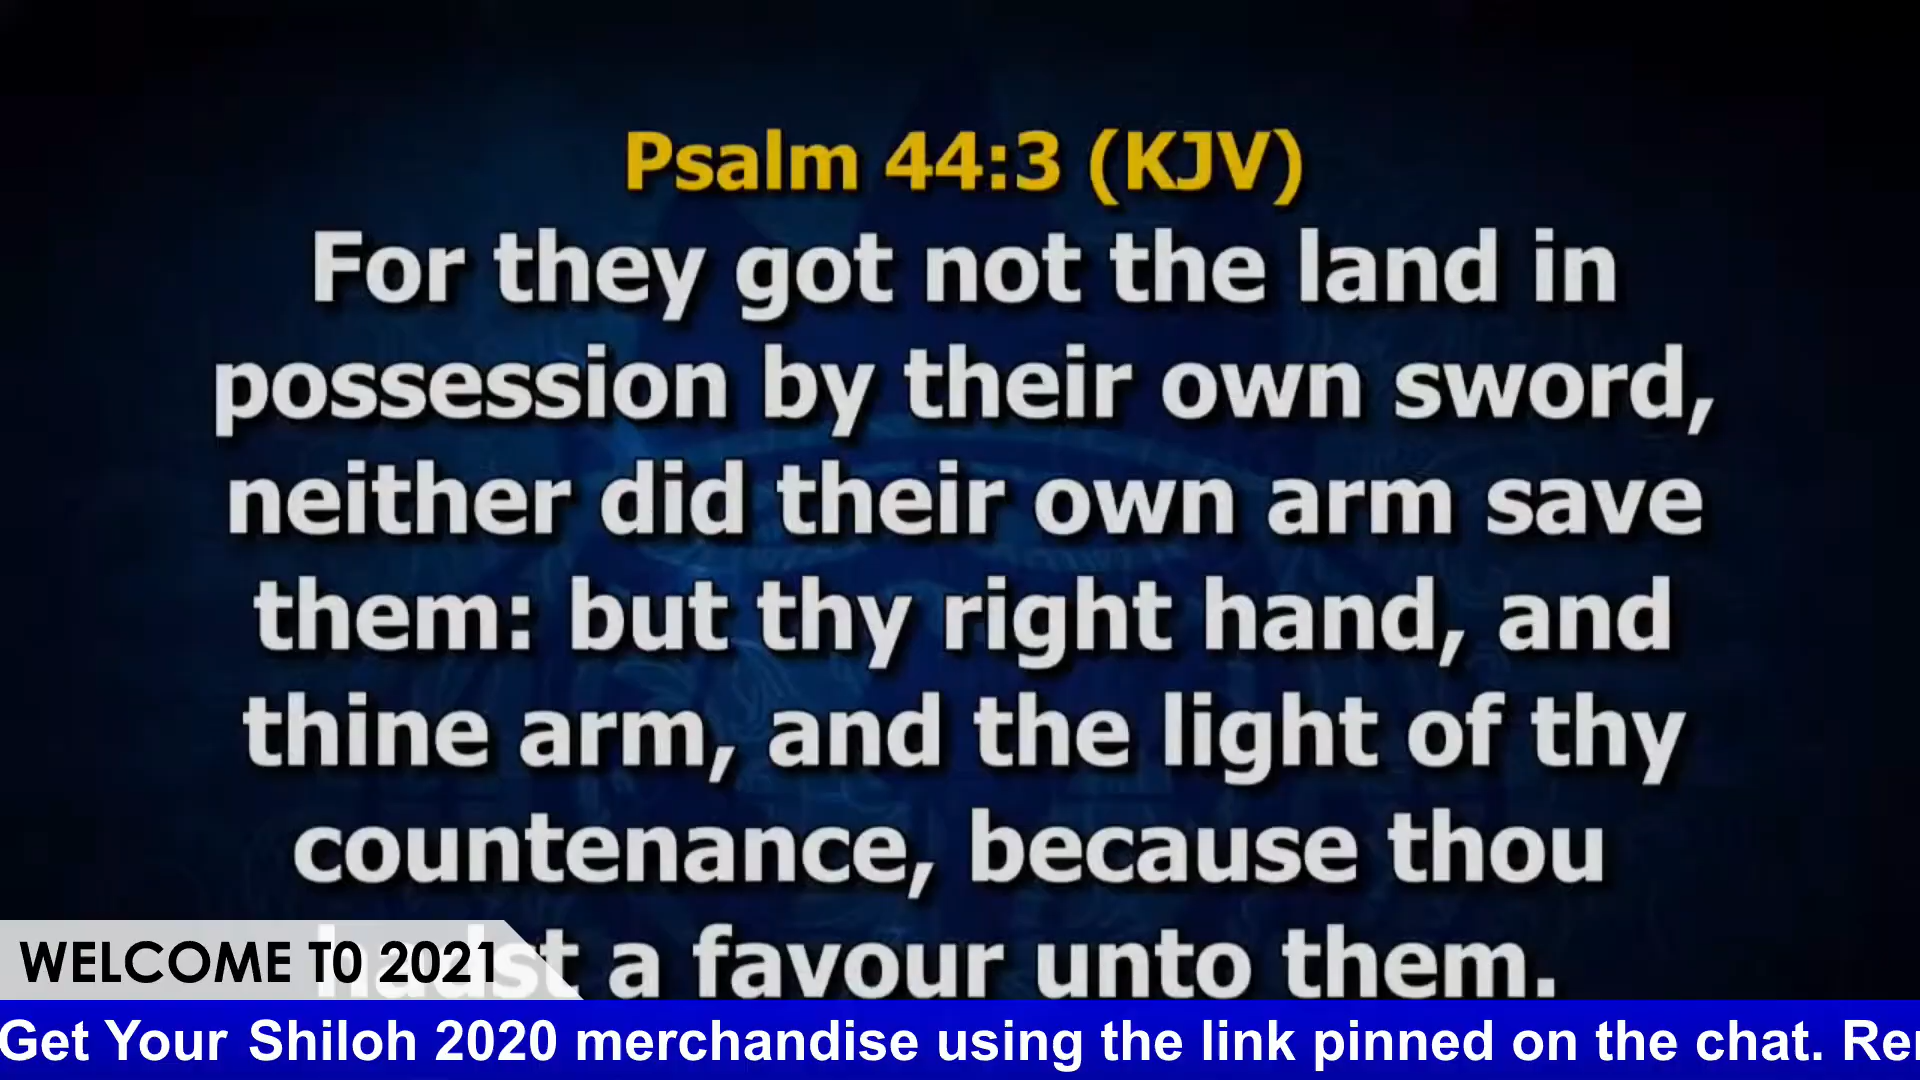 Psalm 44:3 (KJV)
For they got not the land in
possession by their own sword,
neither did their own arm save
them: but thy right hand, and
thine arm, and the light of thy
countenance, because thou
hadst a favour unto them.
WELCOME TO 2021
Get Your Shiloh 2020 merchandise using the link pinned on the chat.